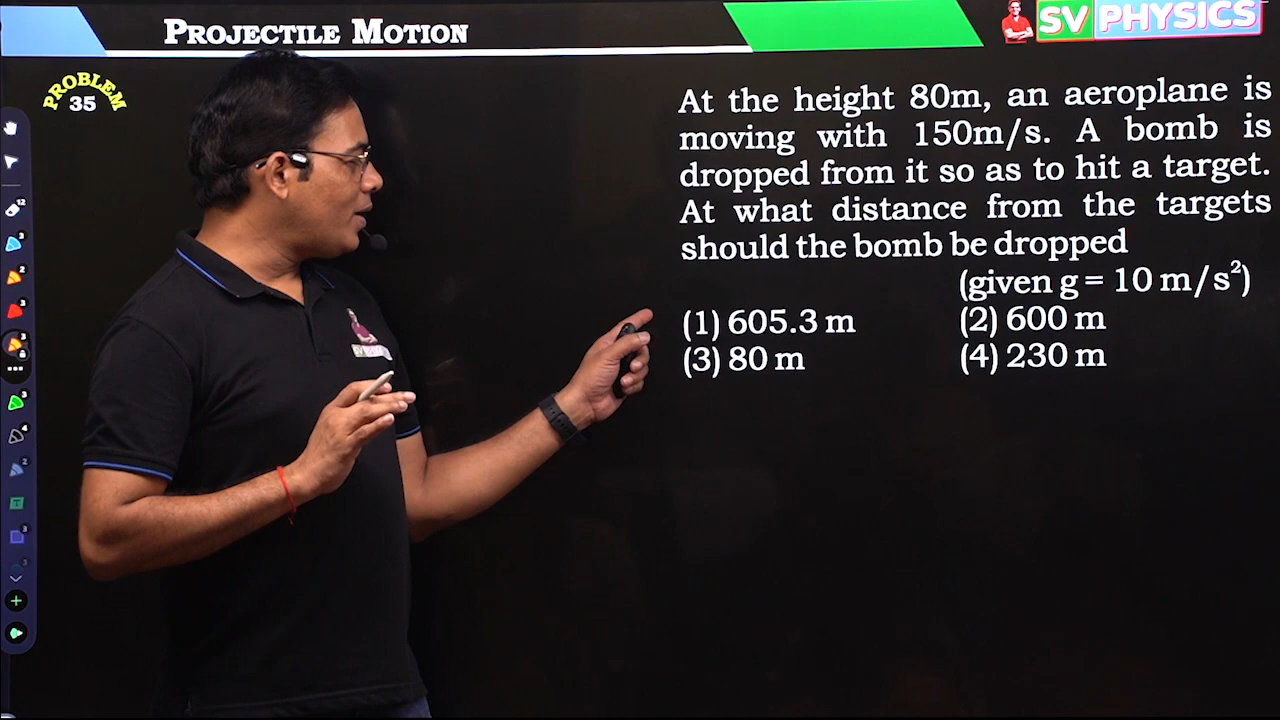 PROJECTILE MOTION
SV PHYSICS
PROBLEM
35
At the height 80m, an aeroplane is
moving with 150m/s. A bomb is
dropped from it so as to hit a target.
At what distance from the targets
should the bomb be dropped
(given g = 10 m/s²)
(1) 605.3 m (2) 600 m
(3) 80 m (4) 230 m